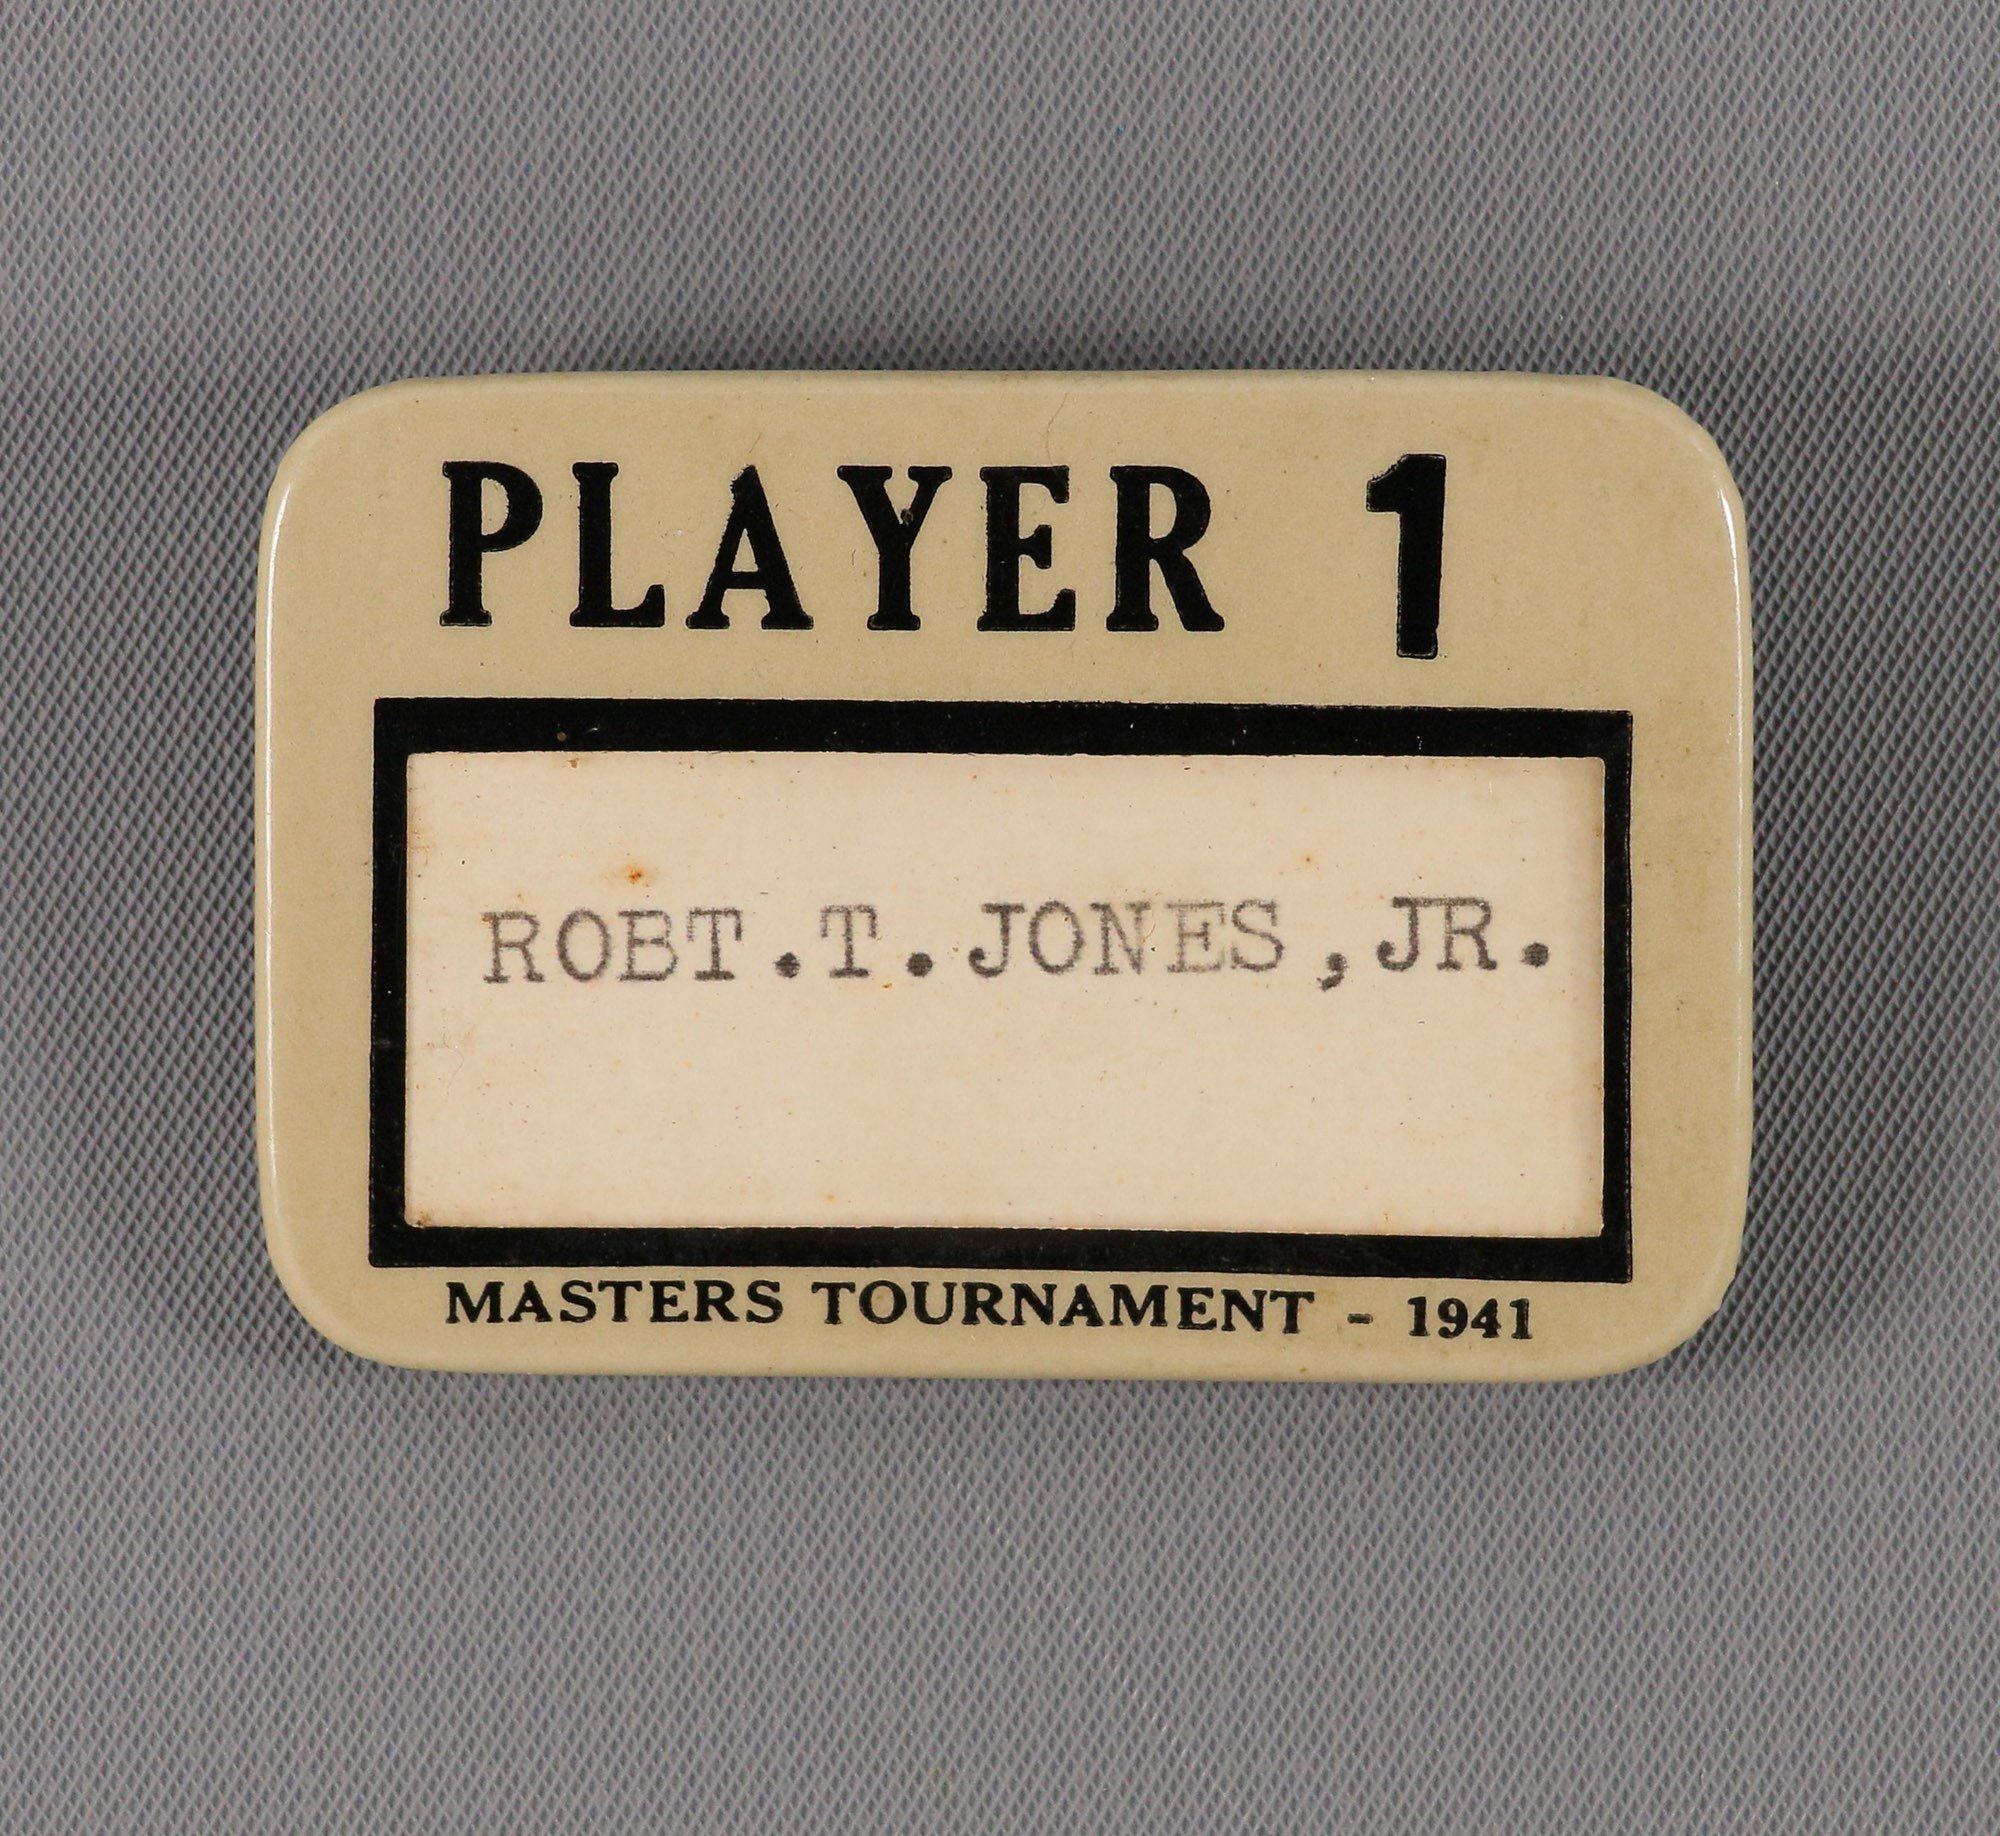 PLAYER 1
ROBT.T.JONES,JR.
MASTERS TOURNAMENT - 1941